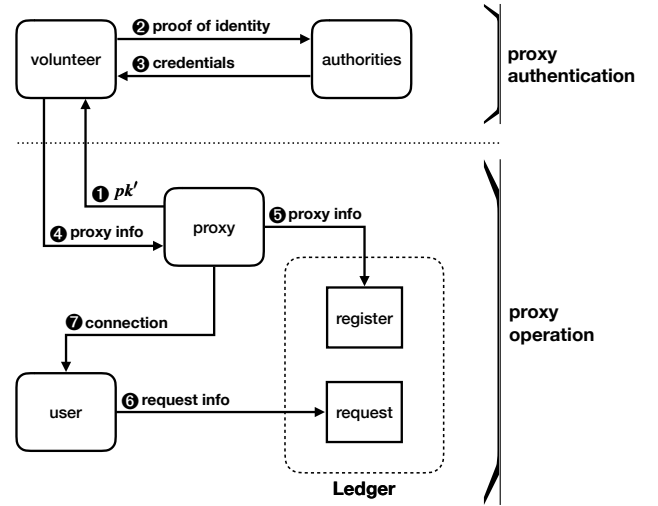 ❷ proof of identity
volunteer
authorities
❸ credentials
proxy
authentication
❶ pk′
❹ proxy info
proxy
❺ proxy info
register
❼ connection
proxy
operation
user
❻ request info
request
Ledger